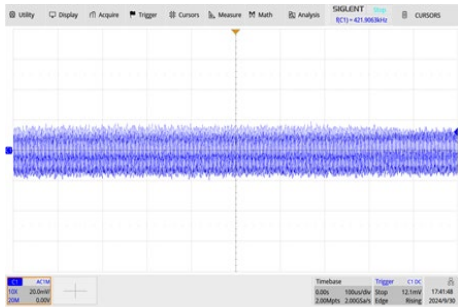 Utility Display Acquire Trigger Cursors Measure Math Analysis SIGLENT Stop CURSORS
f(C1) = 421.9063kHz
C1 AC1M
10X 20.0mV/
20M 0.00V
Timebase Trigger C1 DC
0.00s 100us/div Stop 12.1mV 17:41:48
2.00Mpts 2.00GSa/s Edge Rising 2024/9/30